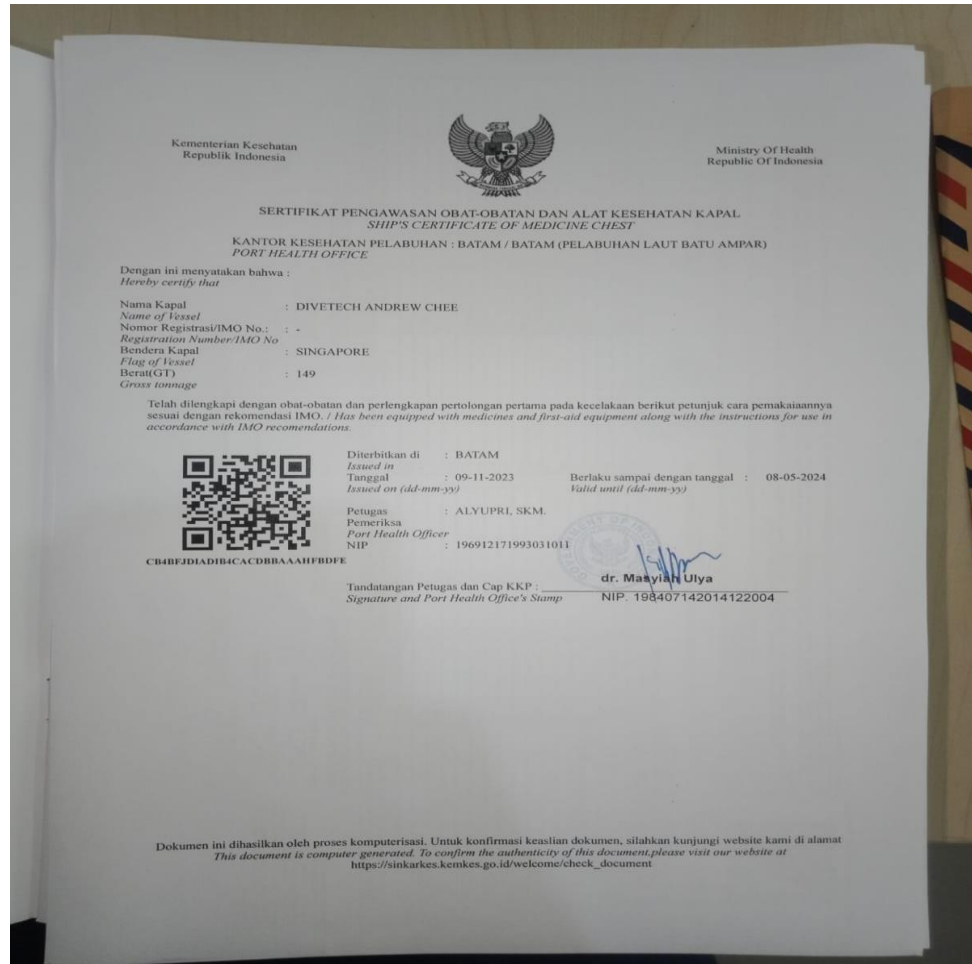 Kementerian Kesehatan
Republik Indonesia
Ministry Of Health
Republic Of Indonesia
SERTIFIKAT PENGAWASAN OBAT-OBATAN DAN ALAT KESEHATAN KAPAL
SHIP'S CERTIFICATE OF MEDICINE CHEST
KANTOR KESEHATAN PELABUHAN : BATAM / BATAM (PELABUHAN LAUT BATU AMPAR)
PORT HEALTH OFFICE
Dengan ini menyatakan bahwa :
Hereby certify that
Nama Kapal : DIVETECH ANDREW CHEE
Name of Vessel
Nomor Registrasi/IMO No.: : -
Registration Number/IMO No
Bendera Kapal : SINGAPORE
Flag of Vessel
Berat(GT) : 149
Gross tonnage
Telah dilengkapi dengan obat-obatan dan perlengkapan pertolongan pertama pada kecelakaan berikut petunjuk cara pemakaiaannya
sesuai dengan rekomendasi IMO. / Has been equipped with medicines and first-aid equipment along with the instructions for use in
accordance with IMO recomendations.
Diterbitkan di : BATAM
Issued in
Tanggal : 09-11-2023 Berlaku sampai dengan tanggal : 08-05-2024
Issued on (dd-mm-yy) Valid until (dd-mm-yy)
Petugas : ALYUPRI, SKM.
Pemeriksa
Port Health Officer
NIP : 196912171993031011
CB4BFJDIADIB4CACDBBAAAHFBDFE
Tandatangan Petugas dan Cap KKP : dr. Masyiah Ulya
Signature and Port Health Office's Stamp NIP. 198407142014122004
Dokumen ini dihasilkan oleh proses komputerisasi. Untuk konfirmasi keaslian dokumen, silahkan kunjungi website kami di alamat
This document is computer generated. To confirm the authenticity of this document,please visit our website at
https://sinkarkes.kemkes.go.id/welcome/check_document